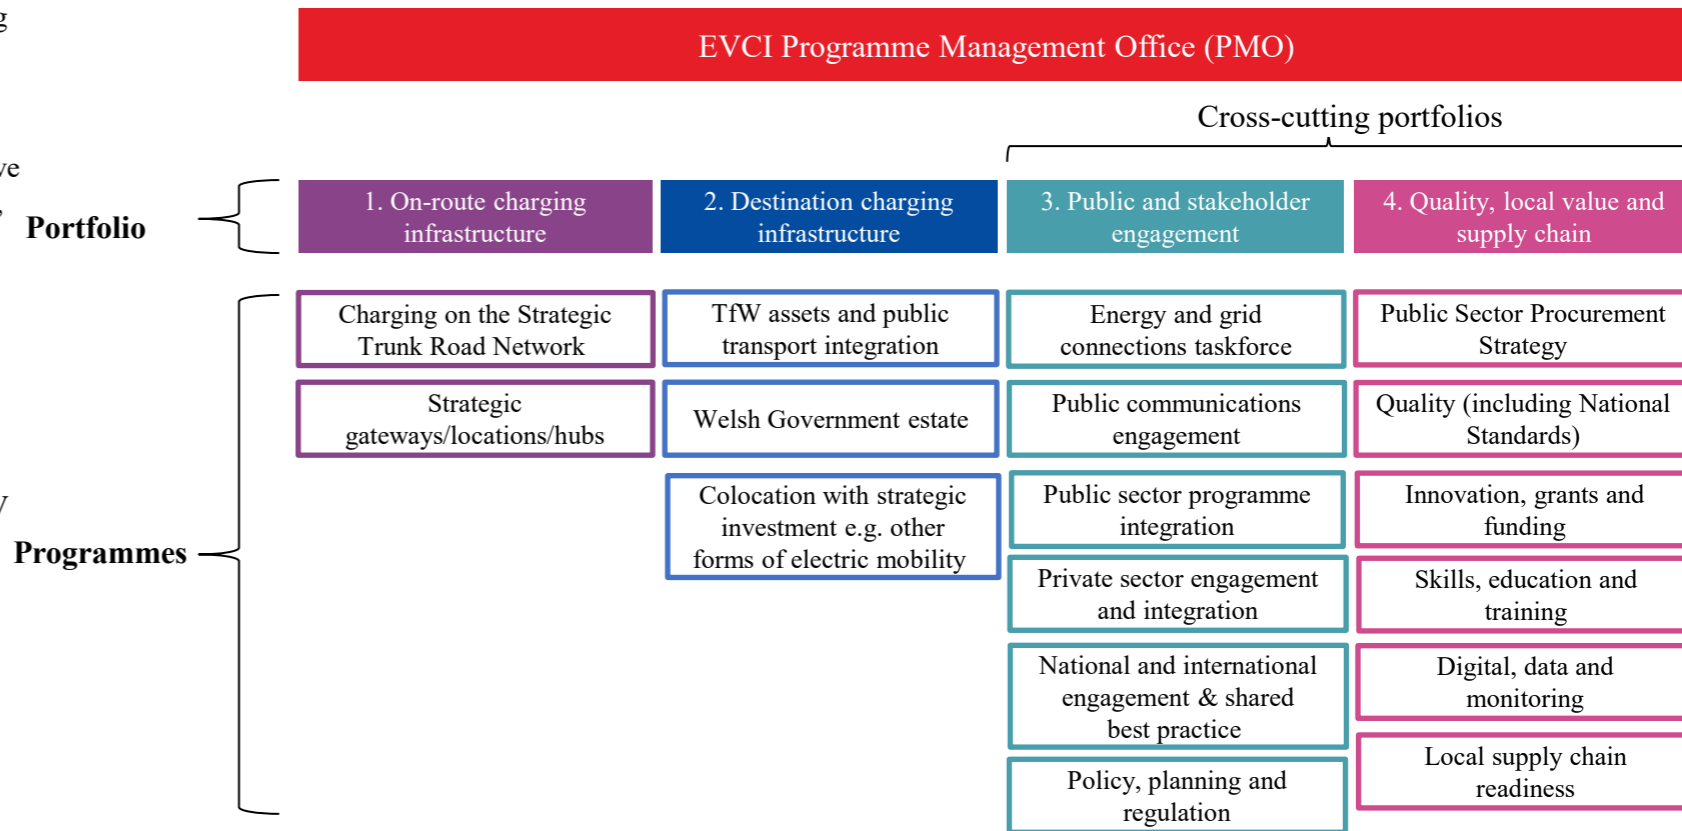 g
ve
,
y
EVCI Programme Management Office (PMO)
Cross-cutting portfolios
Portfolio
1. On-route charging
infrastructure
2. Destination charging
infrastructure
3. Public and stakeholder
engagement
4. Quality, local value and
supply chain
Programmes
Charging on the Strategic
Trunk Road Network
Strategic
gateways/locations/hubs
TfW assets and public
transport integration
Welsh Government estate
Colocation with strategic
investment e.g. other
forms of electric mobility
Energy and grid
connections taskforce
Public communications
engagement
Public sector programme
integration
Private sector engagement
and integration
National and international
engagement & shared
best practice
Policy, planning and
regulation
Public Sector Procurement
Strategy
Quality (including National
Standards)
Innovation, grants and
funding
Skills, education and
training
Digital, data and
monitoring
Local supply chain
readiness